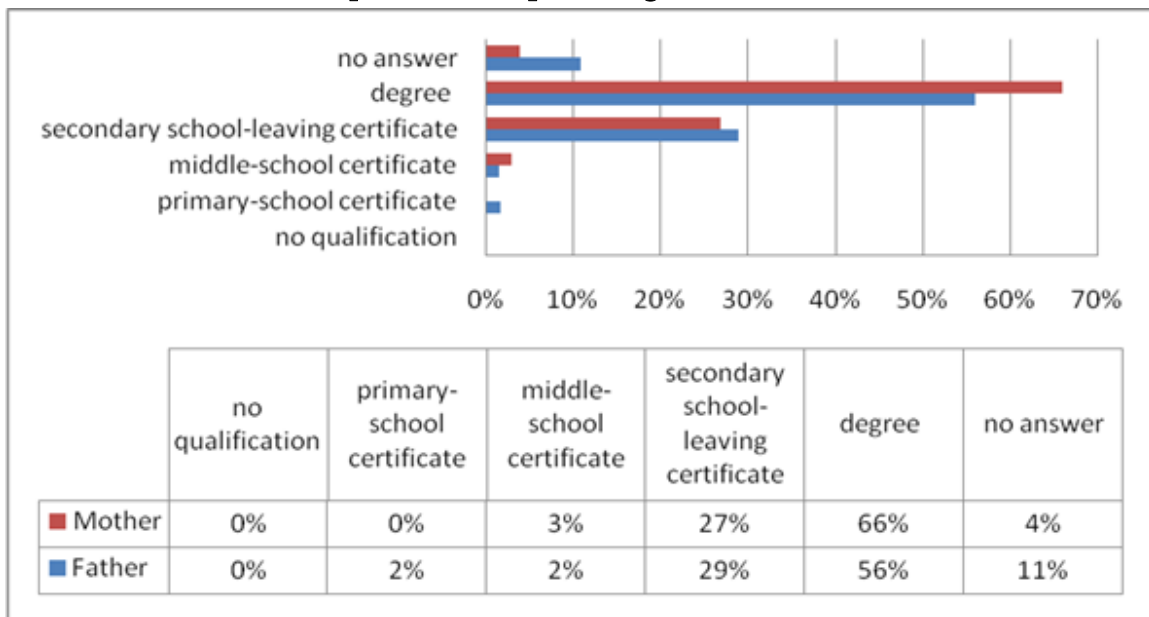 no answer
degree
secondary school-leaving certificate
middle-school certificate
primary-school certificate
no qualification
0% 10% 20% 30% 40% 50% 60% 70%
no
qualification
primary-
school
certificate
middle-
school
certificate
secondary
school-
leaving
certificate
degree
no answer
Mother 0% 0% 3% 27% 66% 4%
Father 0% 2% 2% 29% 56% 11%